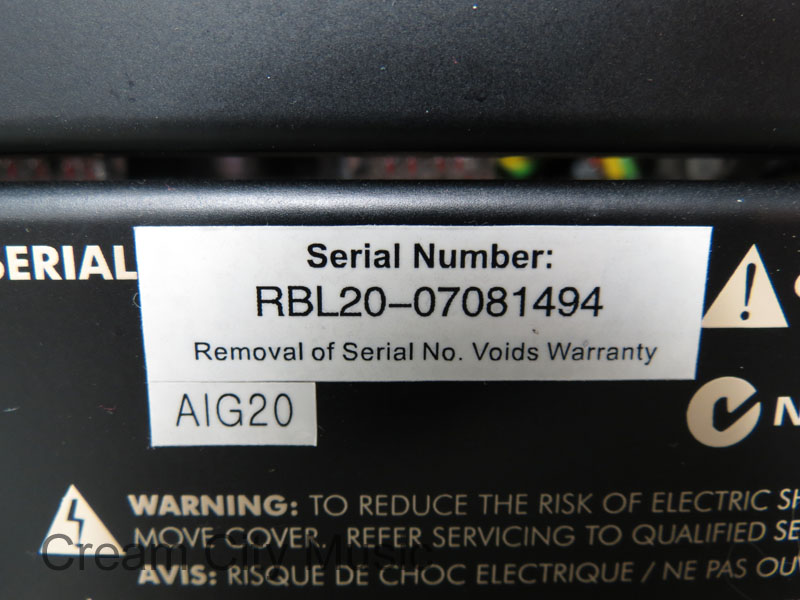 SERIAL
Serial Number:
RBL20-07081494
Removal of Serial No. Voids Warranty
AIG20
N
WARNING: TO REDUCE THE RISK OF ELECTRIC SH
MOVE COVER. REFER SERVICING TO QUALIFIED SE
Cream City Music
AVIS: RISQUE DE CHOC ELECTRIQUE / NE PAS OUV